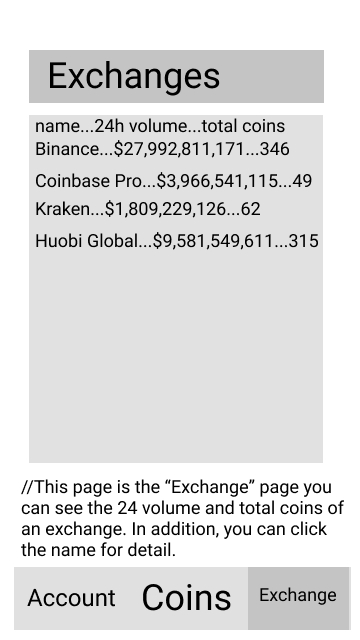 Exchanges
name...24h volume...total coins
Binance...$27,992,811,171...346
Coinbase Pro...$3,966,541,115...49
Kraken...$1,809,229,126...62
Huobi Global...$9,581,549,611...315
//This page is the “Exchange” page you
can see the 24 volume and total coins of
an exchange. In addition, you can click
the name for detail.
Account Coins Exchange